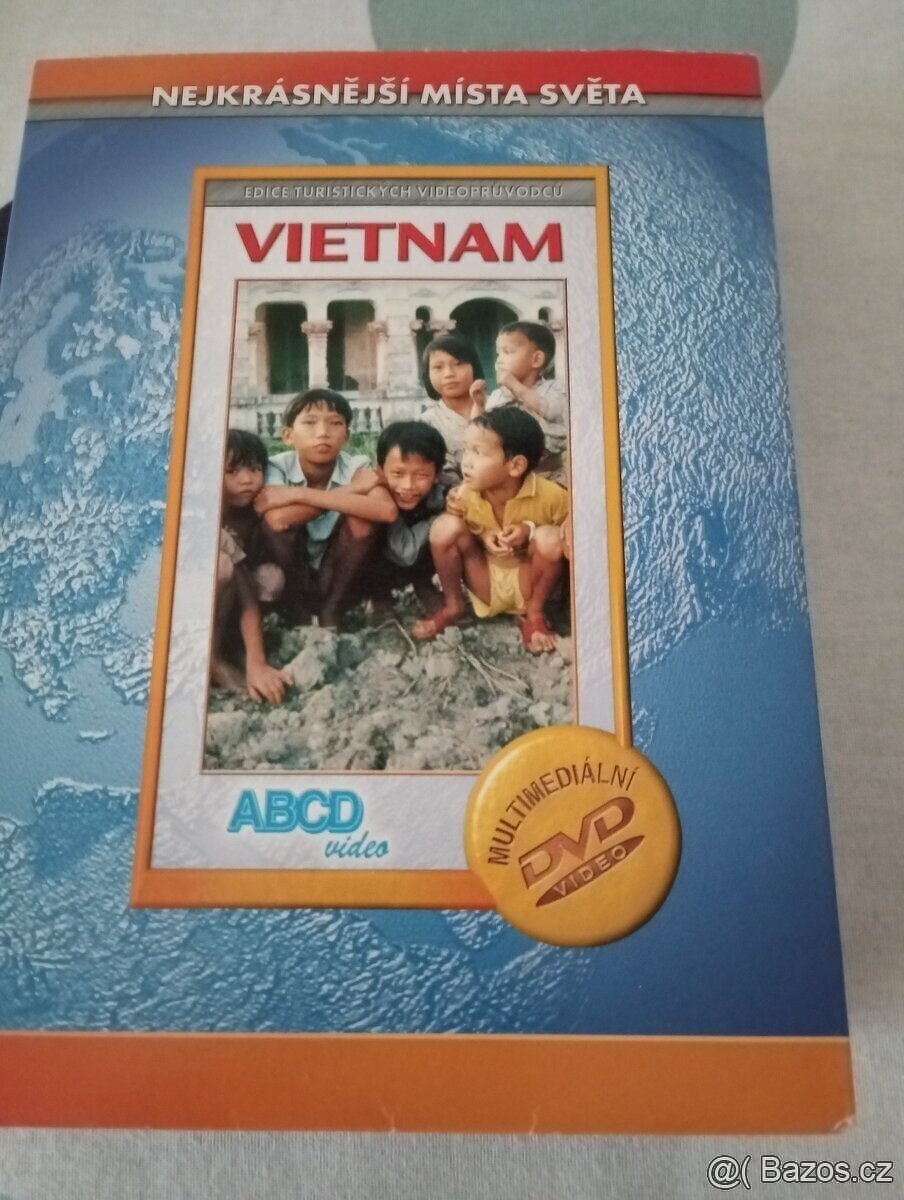 NEJKRÁSNĚJŠÍ MÍSTA SVĚTA
EDICE TURISTICKÝCH VIDEOPRŮVODCŮ
VIETNAM
ABCD
video
MULTIMEDIÁLNÍ
DVD
VIDEO
@( Bazos.cz